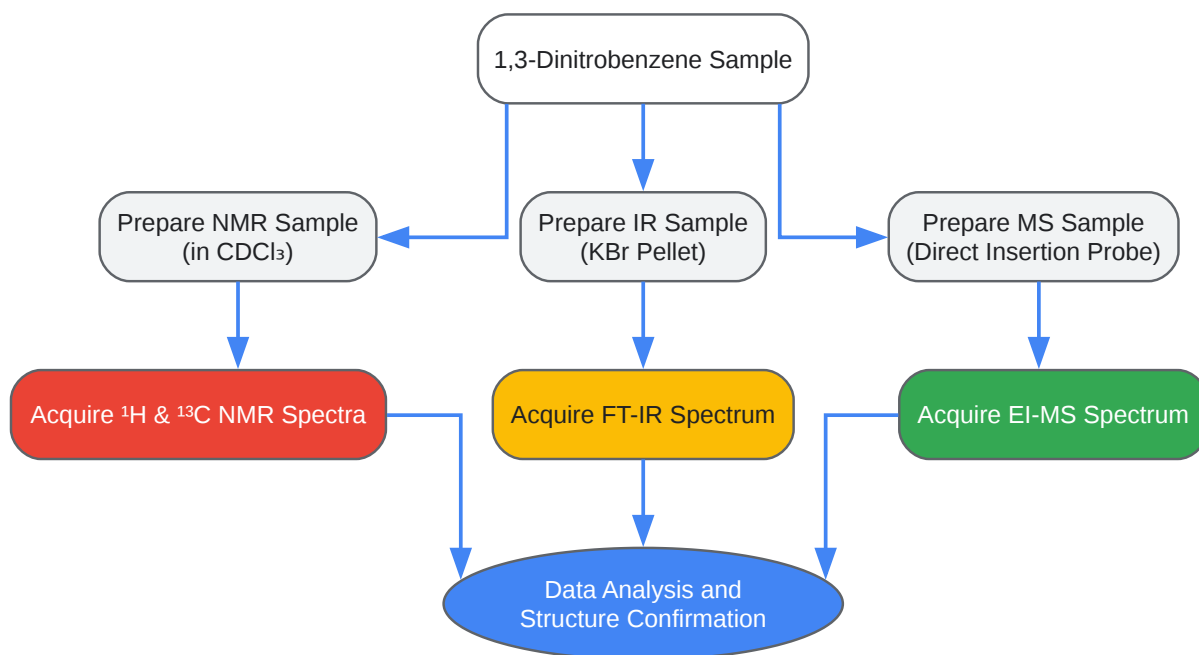 1,3-Dinitrobenzene Sample
Prepare NMR Sample
(in CDCl₃)
Prepare IR Sample
(KBr Pellet)
Prepare MS Sample
(Direct Insertion Probe)
Acquire ¹H & ¹³C NMR Spectra
Acquire FT-IR Spectrum
Acquire EI-MS Spectrum
Data Analysis and
Structure Confirmation